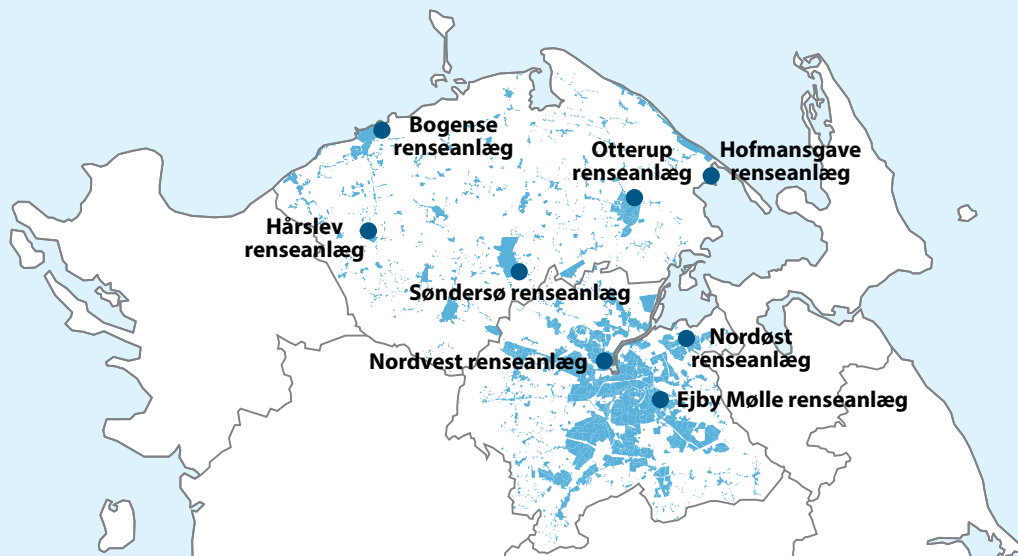 Bogense
renseanlæg
Otterup
renseanlæg
Hofmansgave
renseanlæg
Hårslev
renseanlæg
Søndersø renseanlæg
Nordvest renseanlæg
Nordøst
renseanlæg
Ejby Mølle renseanlæg